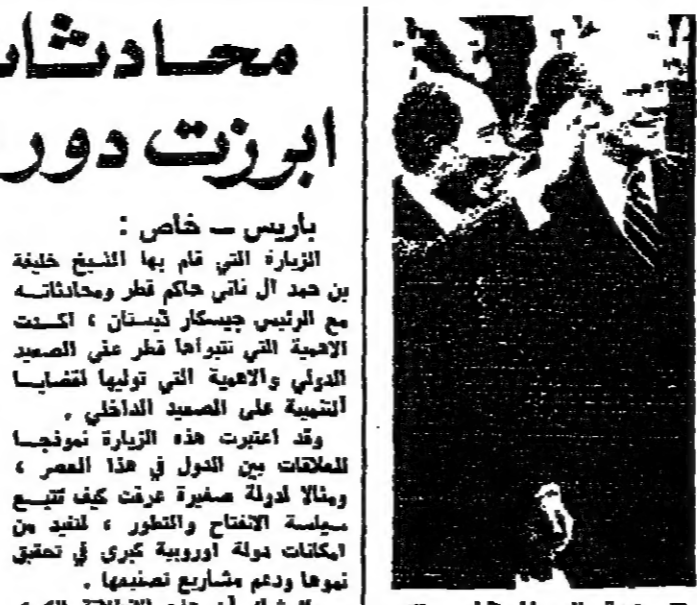 محادثات
ابرزت دور
باريس — خاص :
الزيارة التي قام بها الشيخ خليفة
بن حمد ال ثاني حاكم قطر ومحادثاته
مع الرئيس جيسكار ديستان ، اكدت
الاهمية التي تتبواها قطر على الصعيد
الدولي والاهمية التي توليها لقضايا
التنمية على الصعيد الداخلي .
وقد اعتبرت هذه الزيارة نموذجا
للعلاقات بين الدول في هذا العصر ،
ومثالا لدولة صغيرة عرفت كيف تتبع
سياسة الانفتاح والتطور ، لتفيد من
امكانات دولة اوروبية كبرى في تحقيق
نموها ودعم مشاريع تصنيعها .